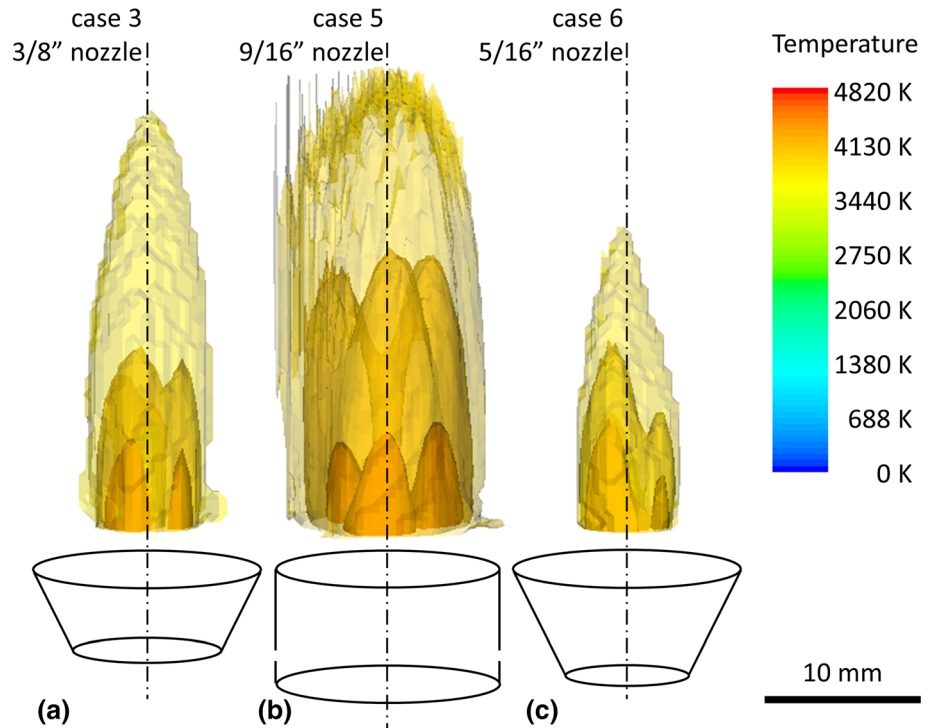 case 3
3/8” nozzle
case 5
9/16” nozzle
case 6
5/16” nozzle
Temperature
4820 K
4130 K
3440 K
2750 K
2060 K
1380 K
688 K
0 K
10 mm
(a)
(b)
(c)